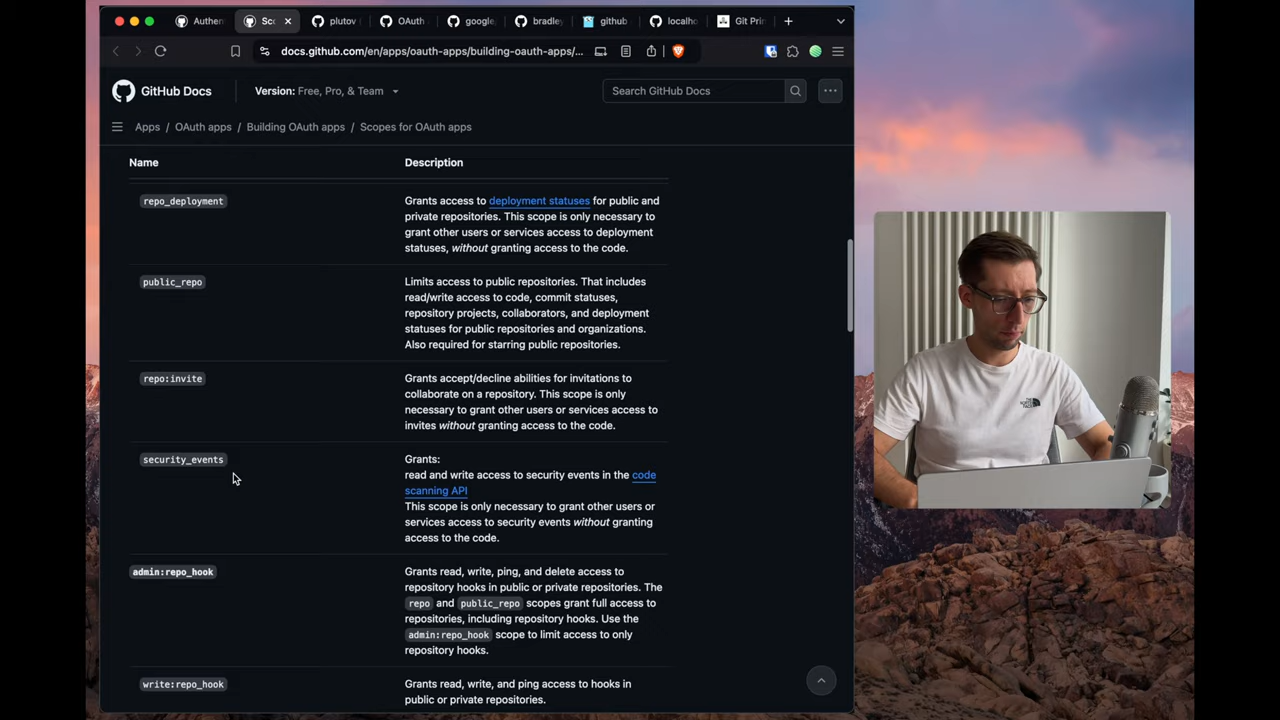 Authen
Sco
plutov
OAuth
google,
bradley
github
localho
Git Pri
docs.github.com/en/apps/oauth-apps/building-oauth-apps/...
GitHub Docs
Version: Free, Pro, & Team
Search GitHub Docs
Apps / OAuth apps / Building OAuth apps / Scopes for OAuth apps
Name
Description
repo_deployment
Grants access to deployment statuses for public and
private repositories. This scope is only necessary to
grant other users or services access to deployment
statuses, without granting access to the code.
public_repo
Limits access to public repositories. That includes
read/write access to code, commit statuses,
repository projects, collaborators, and deployment
statuses for public repositories and organizations.
Also required for starring public repositories.
repo:invite
Grants accept/decline abilities for invitations to
collaborate on a repository. This scope is only
necessary to grant other users or services access to
invites without granting access to the code.
security_events
Grants:
read and write access to security events in the code
scanning API
This scope is only necessary to grant other users or
services access to security events without granting
access to the code.
admin:repo_hook
Grants read, write, ping, and delete access to
repository hooks in public or private repositories. The
repo and public_repo scopes grant full access to
repositories, including repository hooks. Use the
admin:repo_hook scope to limit access to only
repository hooks.
write:repo_hook
Grants read, write, and ping access to hooks in
public or private repositories.